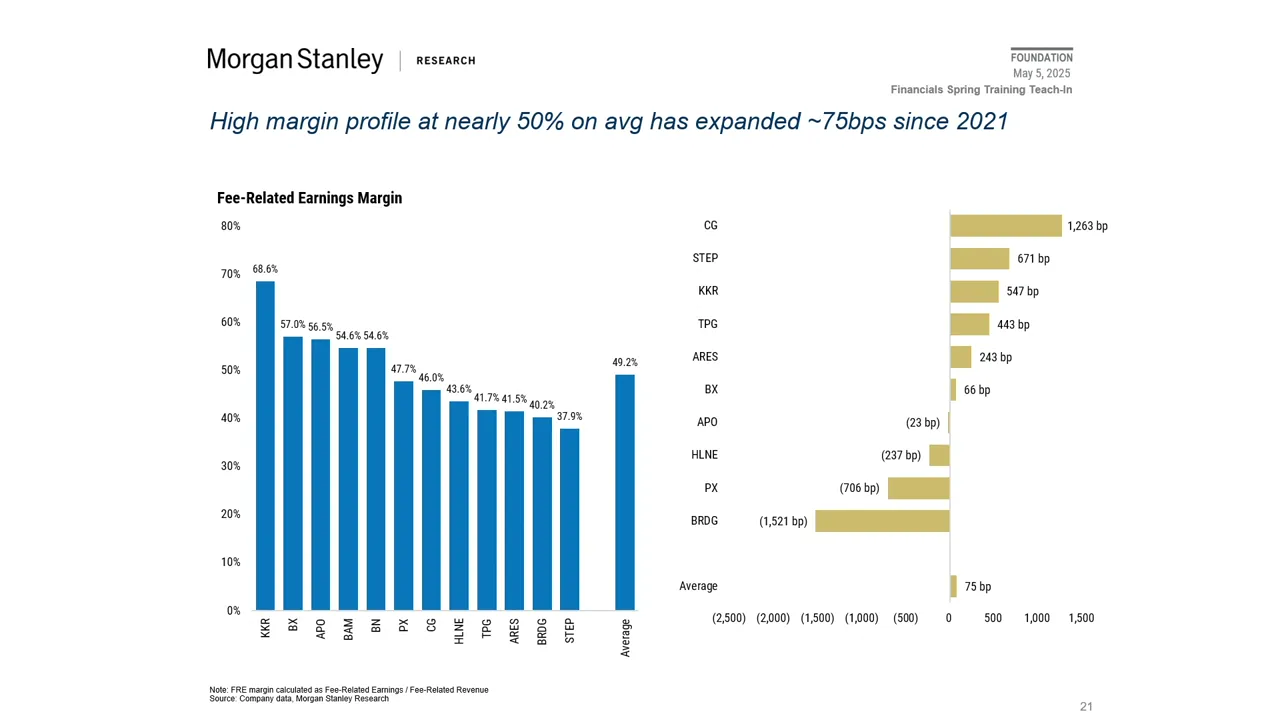 Morgan Stanley | RESEARCH
FOUNDATION
May 5, 2025
Financials Spring Training Teach-In
High margin profile at nearly 50% on avg has expanded ~75bps since 2021
Fee-Related Earnings Margin
80%
70%
60%
50%
40%
30%
20%
10%
0%
68.6%
57.0%
56.5%
54.6%
54.6%
47.7%
46.0%
43.6%
41.7%
41.5%
40.2%
37.9%
49.2%
KKR
BX
APO
BAM
BN
PX
CG
HLNE
TPG
ARES
BRDG
STEP
Average
CG 1,263 bp
STEP 671 bp
KKR 547 bp
TPG 443 bp
ARES 243 bp
BX 66 bp
APO (23 bp)
HLNE (237 bp)
PX (706 bp)
BRDG (1,521 bp)
Average 75 bp
(2,500) (2,000) (1,500) (1,000) (500) 0 500 1,000 1,500
Note: FRE margin calculated as Fee-Related Earnings / Fee-Related Revenue
Source: Company data, Morgan Stanley Research
21